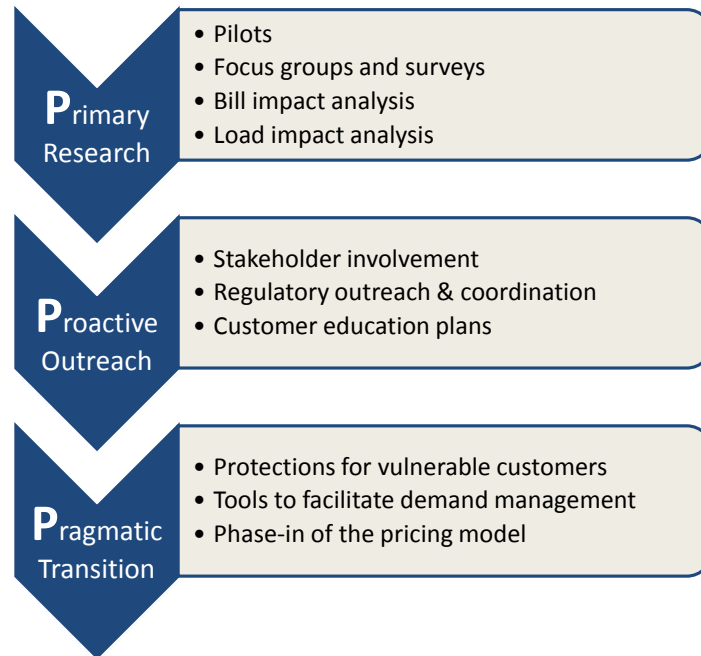 Primary
Research
• Pilots
• Focus groups and surveys
• Bill impact analysis
• Load impact analysis
Proactive
Outreach
• Stakeholder involvement
• Regulatory outreach & coordination
• Customer education plans
Pragmatic
Transition
• Protections for vulnerable customers
• Tools to facilitate demand management
• Phase-in of the pricing model